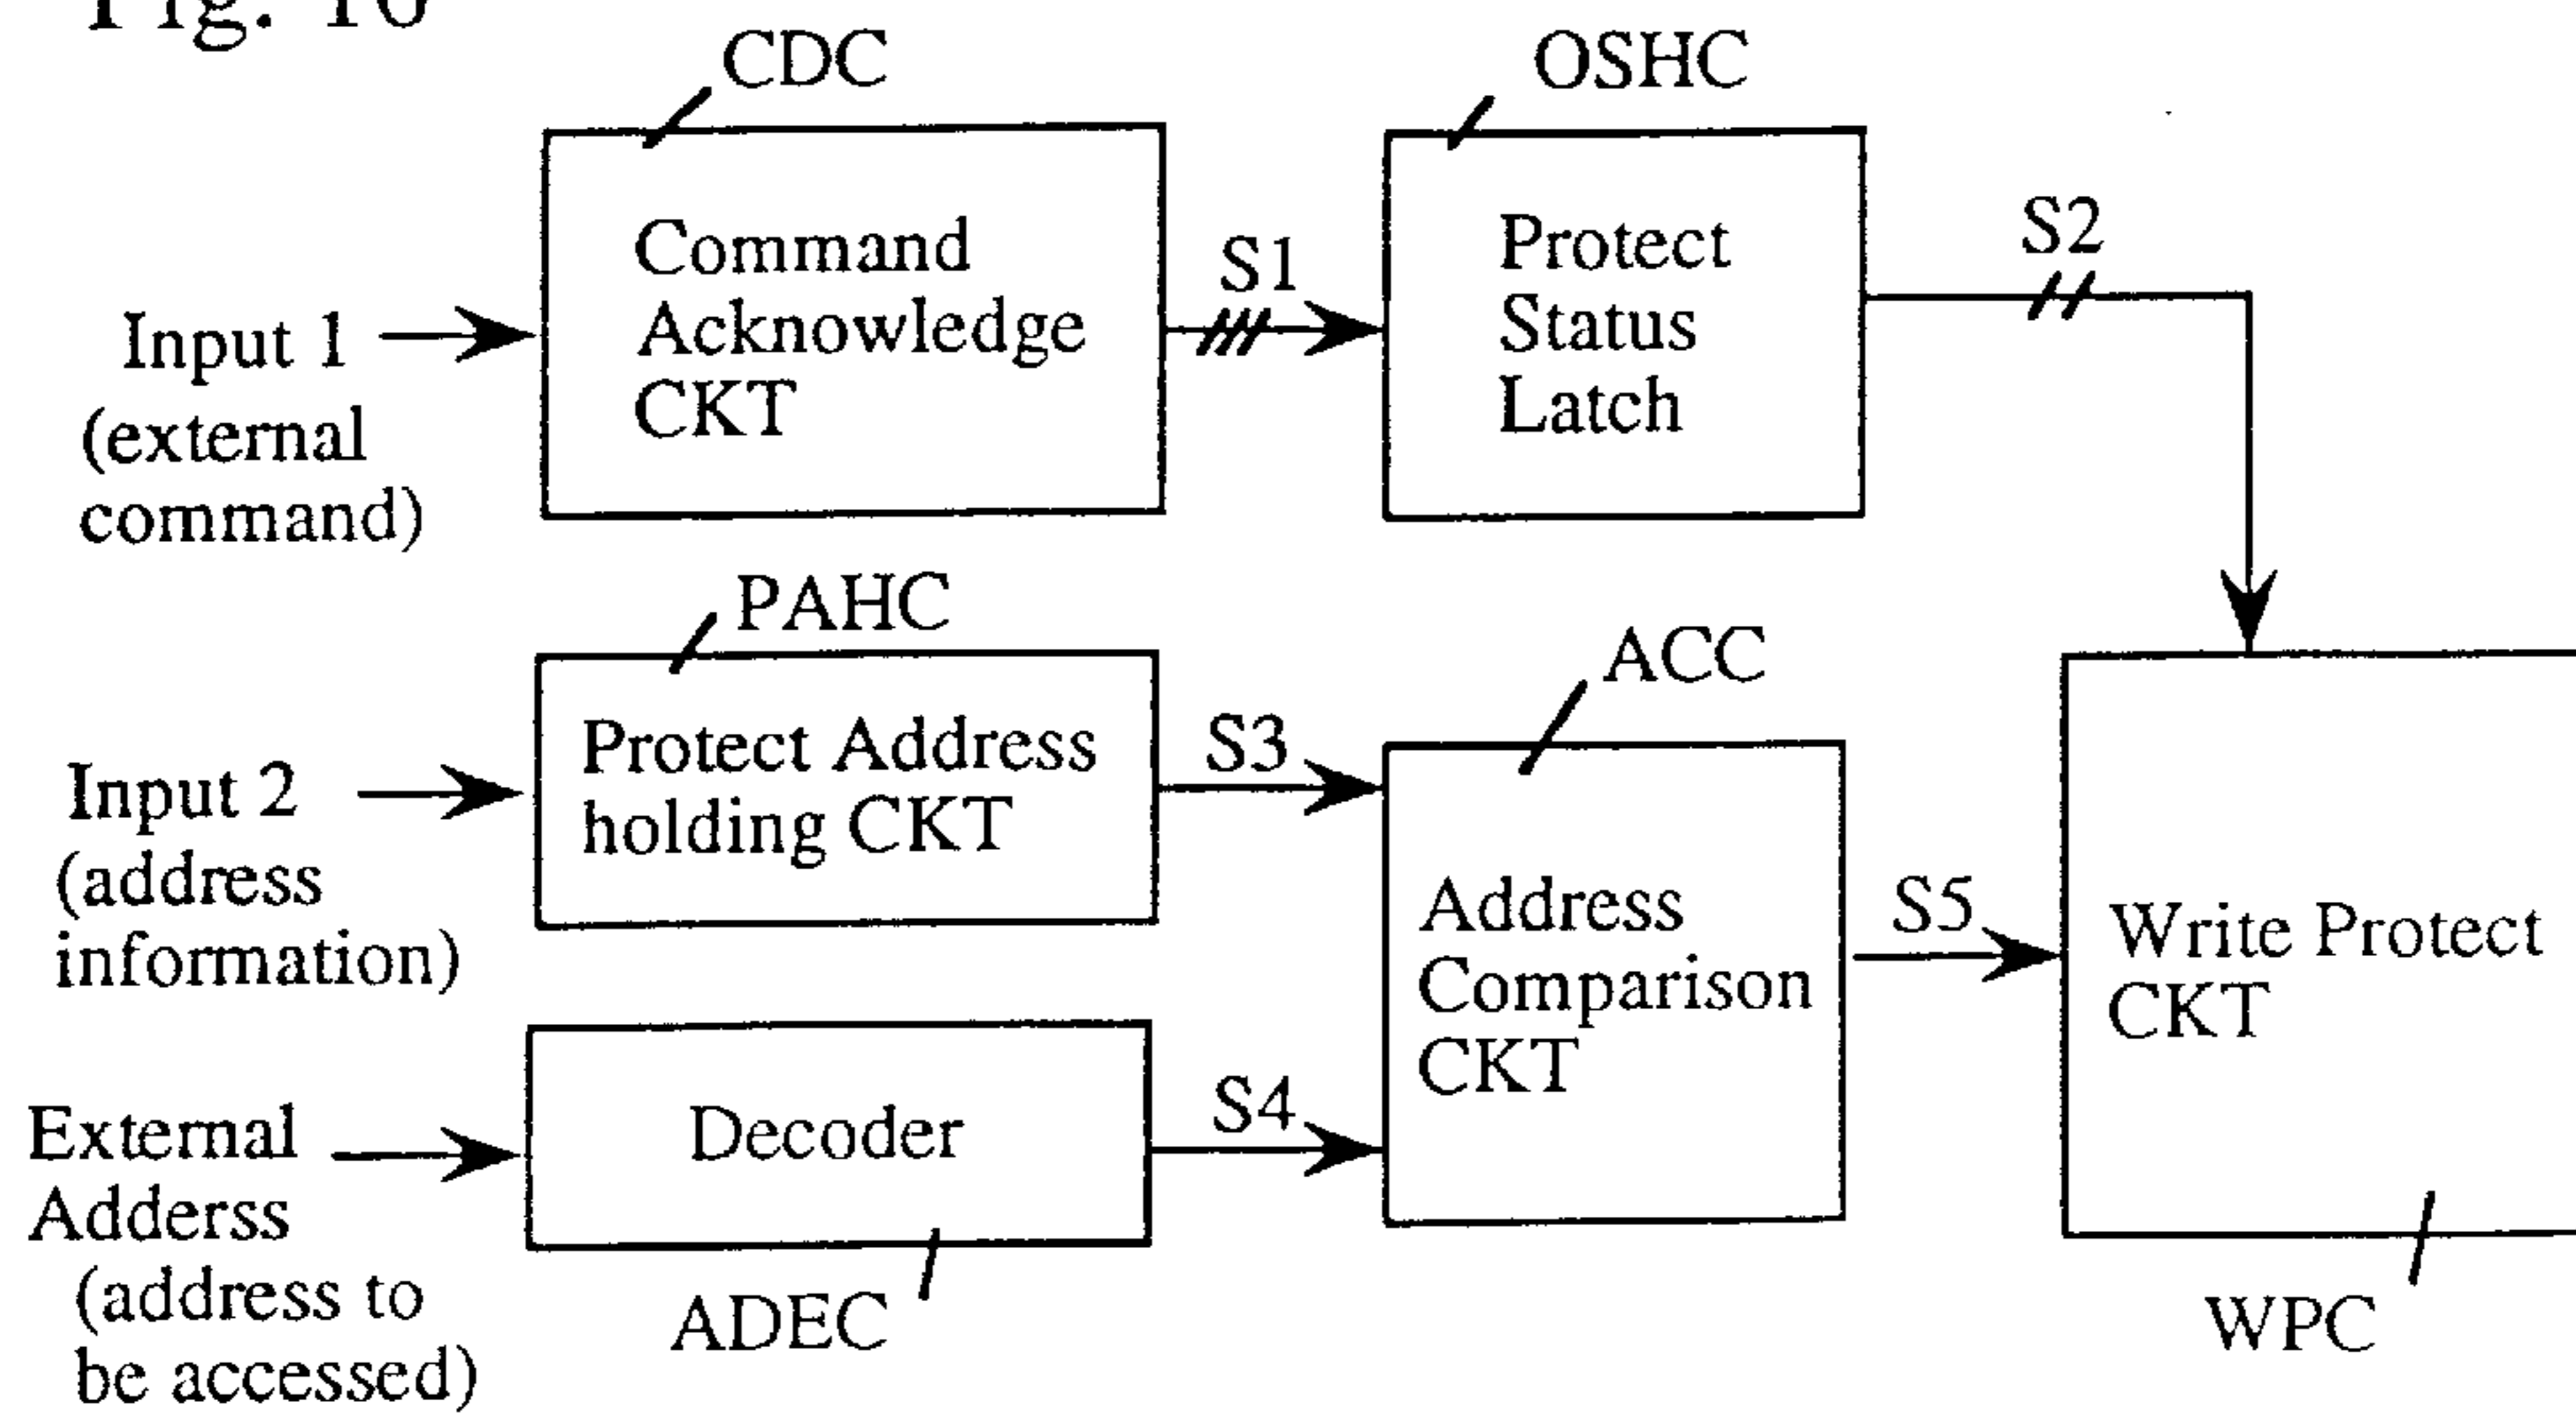 Fig. 16
CDC
OSHC
Command
Acknowledge
CKT
S1
Protect
Status
Latch
S2
Input 1
(external
command)
PAHC
ACC
Protect Address
holding CKT
S3
Input 2
(address
information)
Address
Comparison
CKT
S5
Write Protect
CKT
External
Adderss
(address to
be accessed)
Decoder
S4
ADEC
WPC